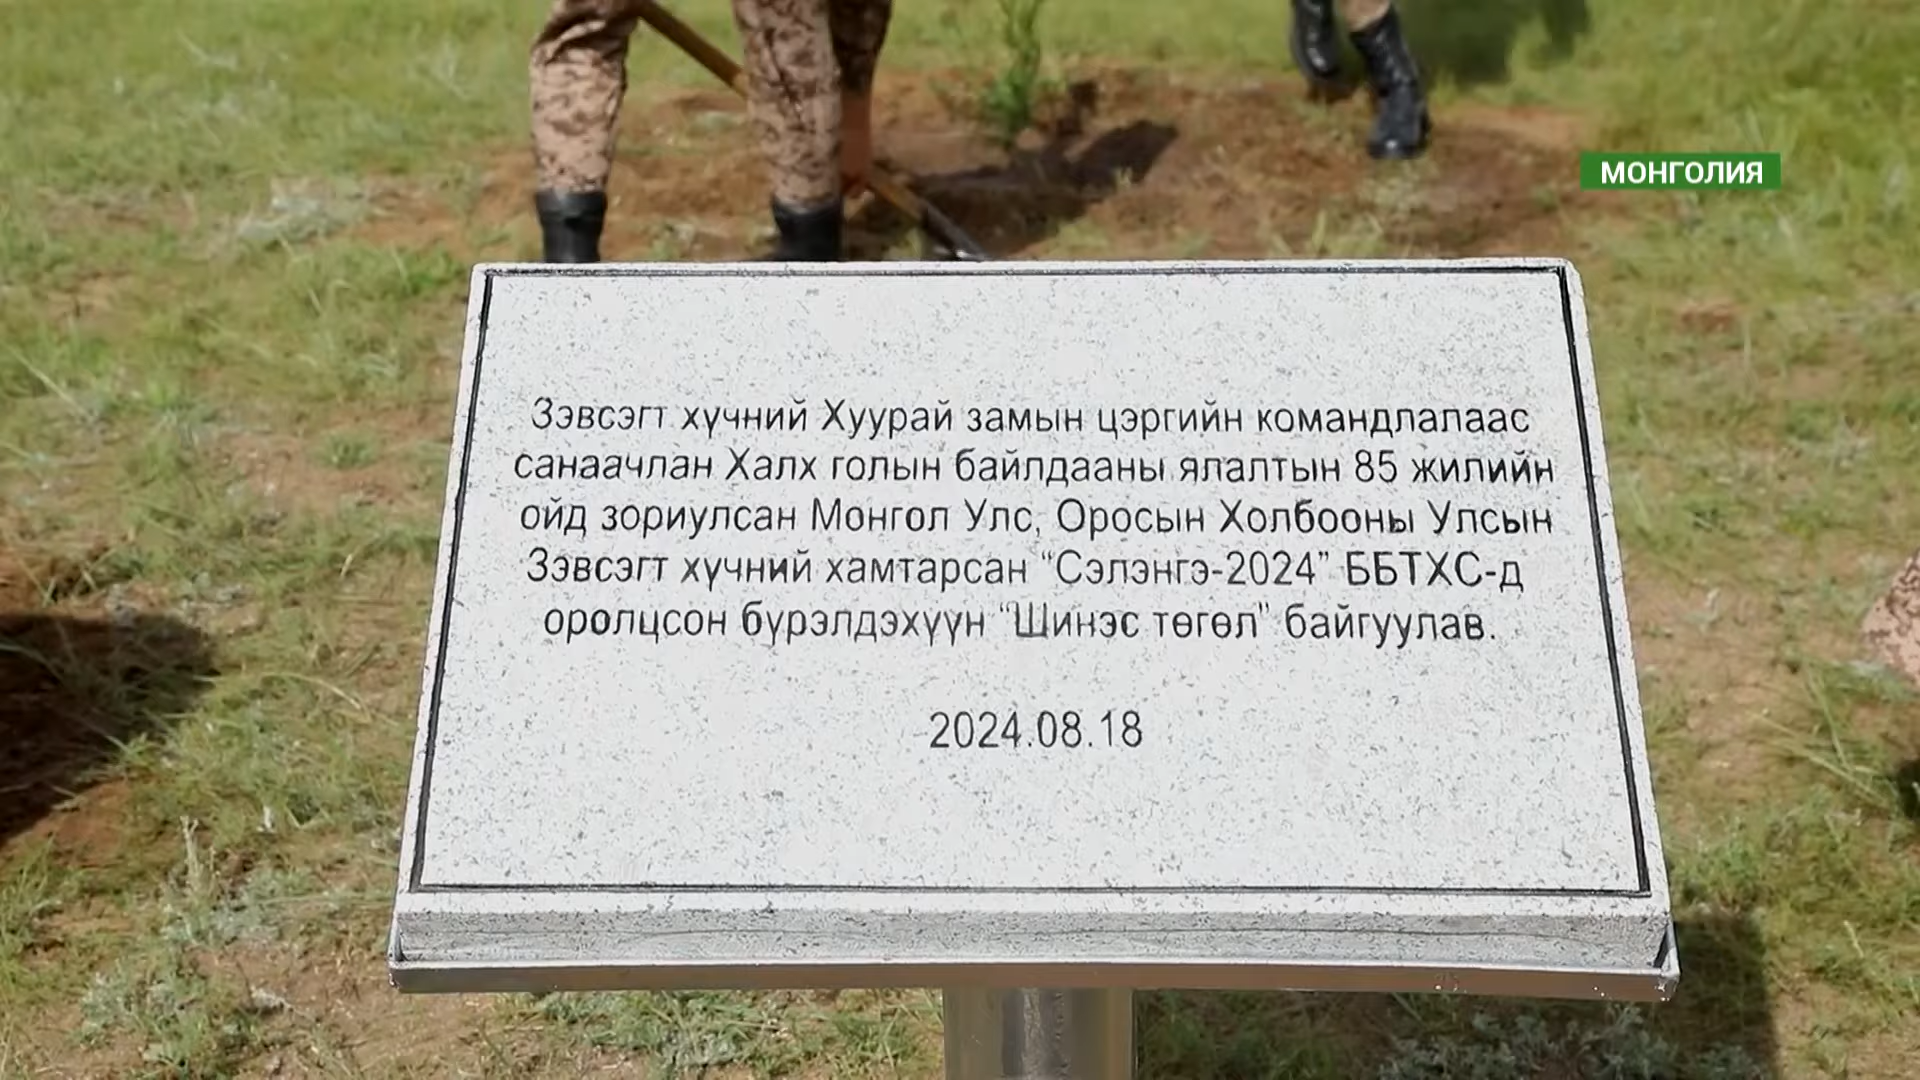 МОНГОЛИЯ
Зэвсэгт хүчний Хуурай замын цэргийн командлалаас
санаачлан Халх голын байлдааны ялалтын 85 жилийн
ойд зориулсан Монгол Улс, Оросын Холбооны Улсын
Зэвсэгт хүчний хамтарсан “Сэлэнгэ-2024” ББТХС-д
оролцсон бүрэлдэхүүн “Шинэс төгөл” байгуулав.
2024.08.18